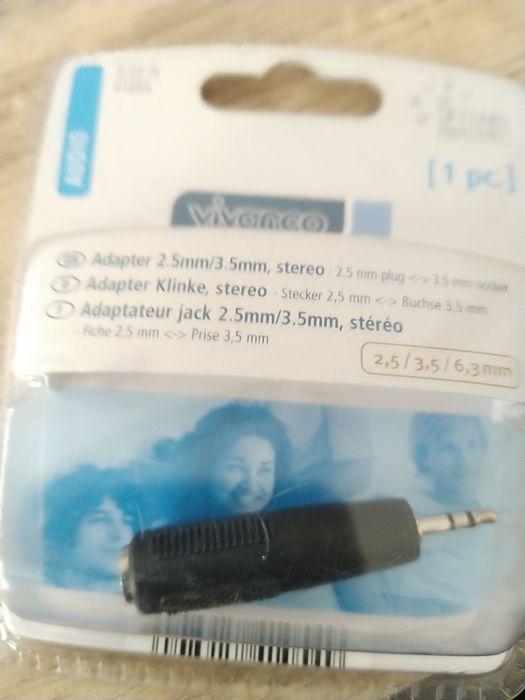 AUDIO
[1 pc.]
vivanco
GB Adapter 2.5mm/3.5mm, stereo · 2.5 mm plug <-> 3.5 mm socket
D Adapter Klinke, stereo · Stecker 2,5 mm <-> Buchse 3,5 mm
F Adaptateur jack 2.5mm/3.5mm, stéréo
· Fiche 2,5 mm <-> Prise 3,5 mm
2,5 / 3,5 / 6,3 mm